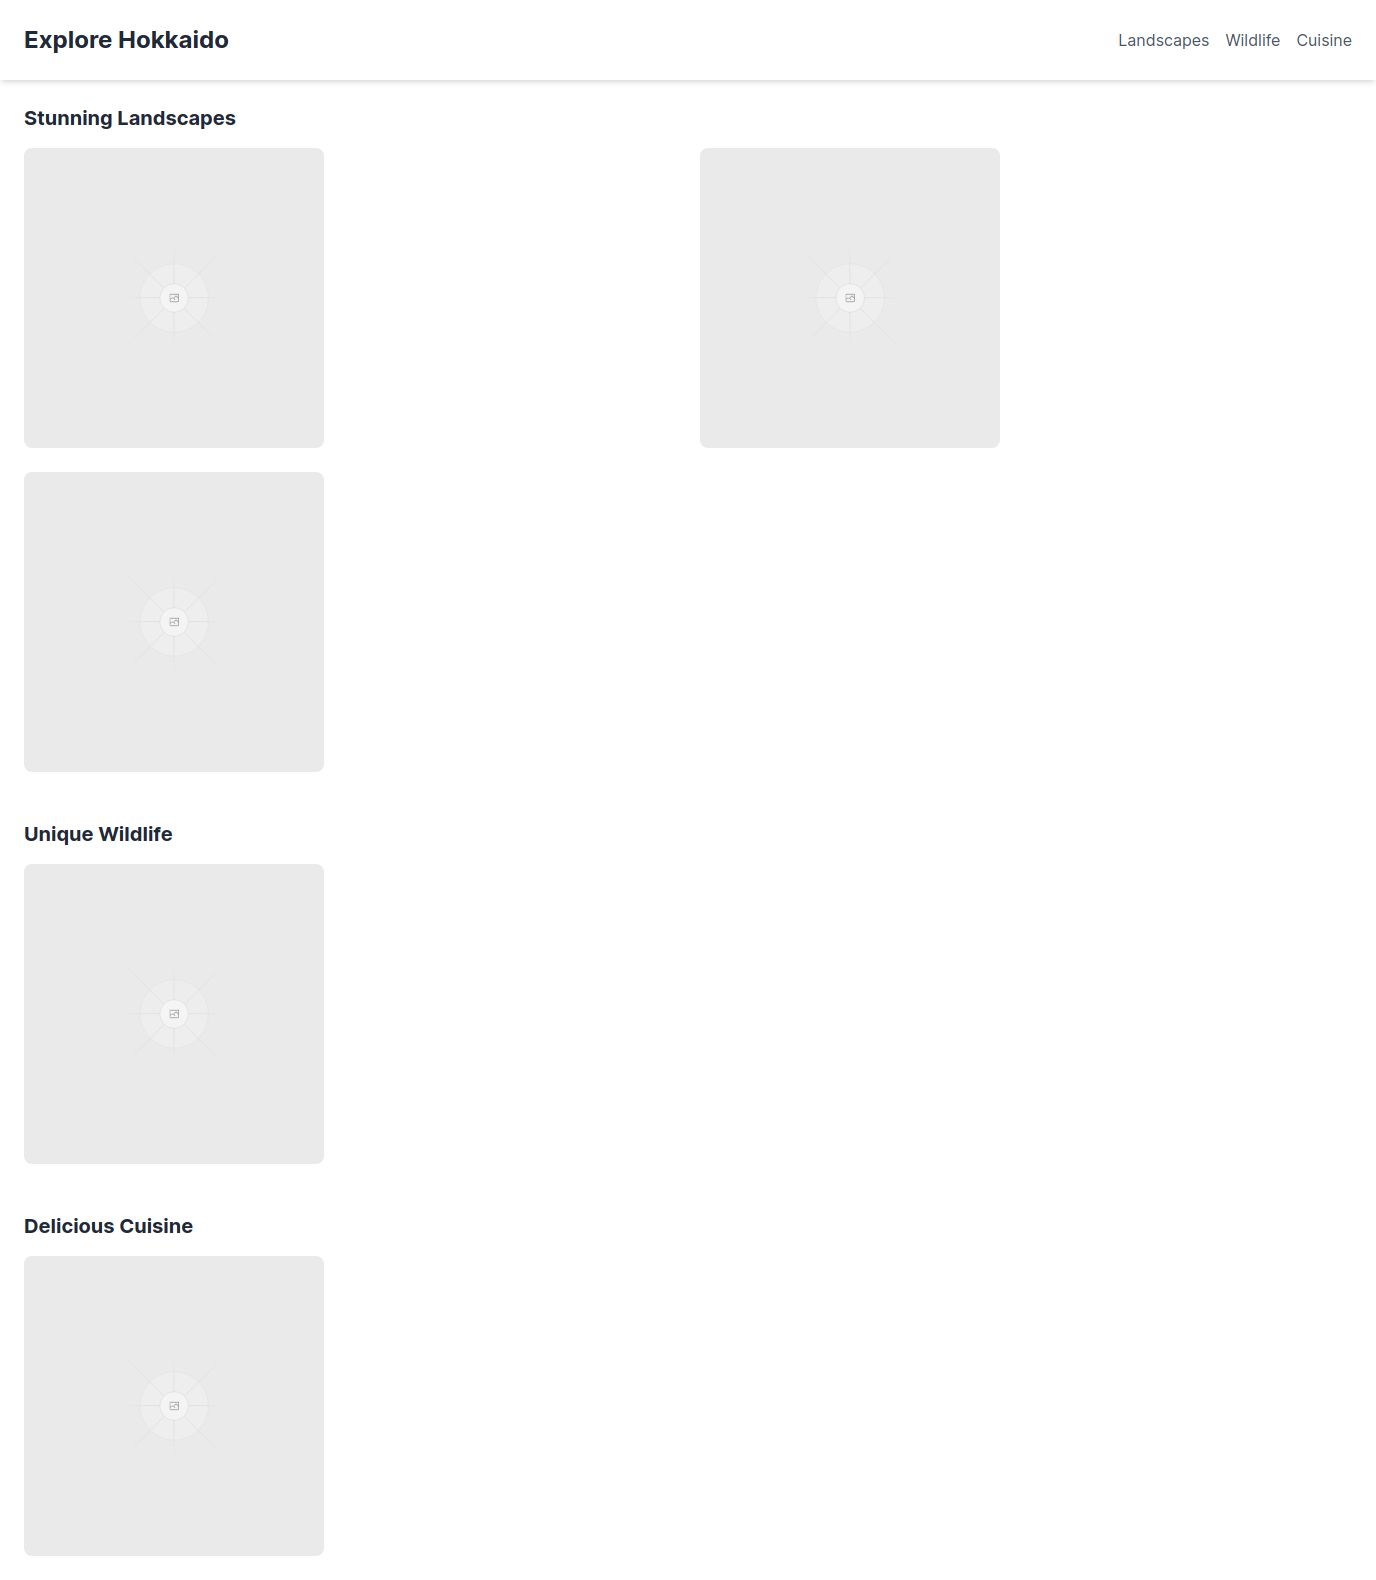 Explore Hokkaido
Landscapes Wildlife Cuisine
Stunning Landscapes
Unique Wildlife
Delicious Cuisine